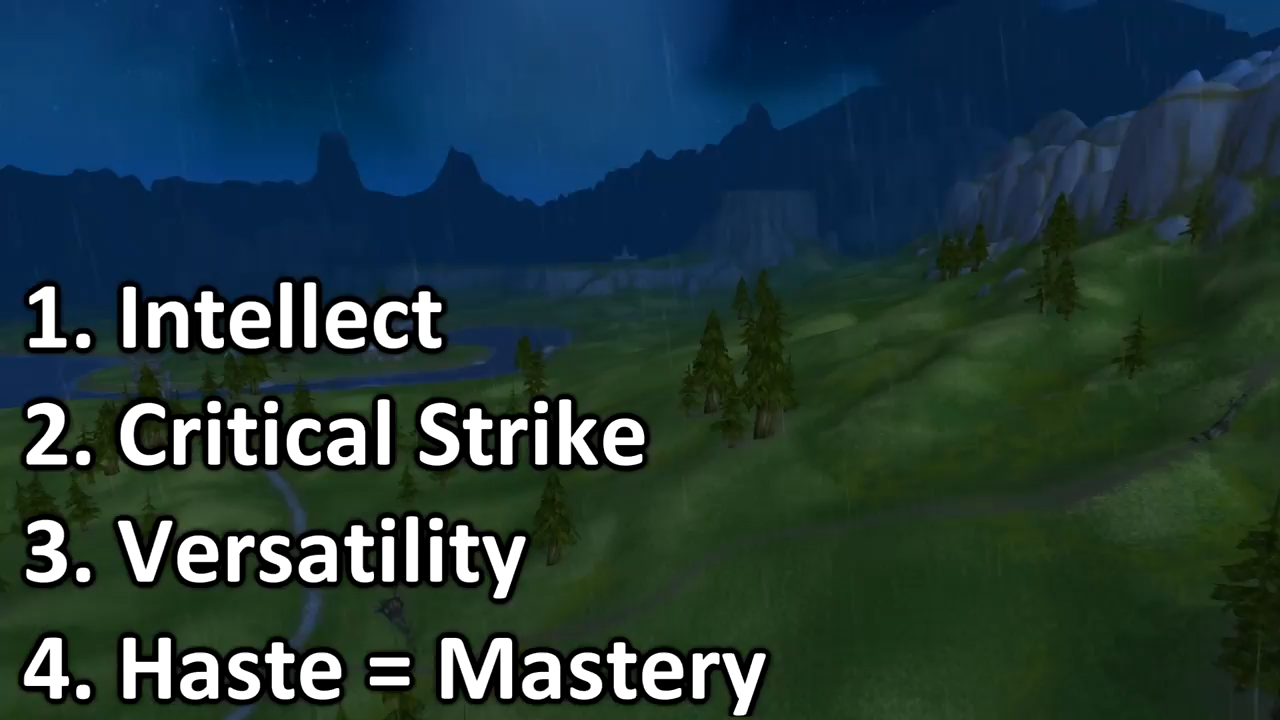 1. Intellect
2. Critical Strike
3. Versatility
4. Haste = Mastery